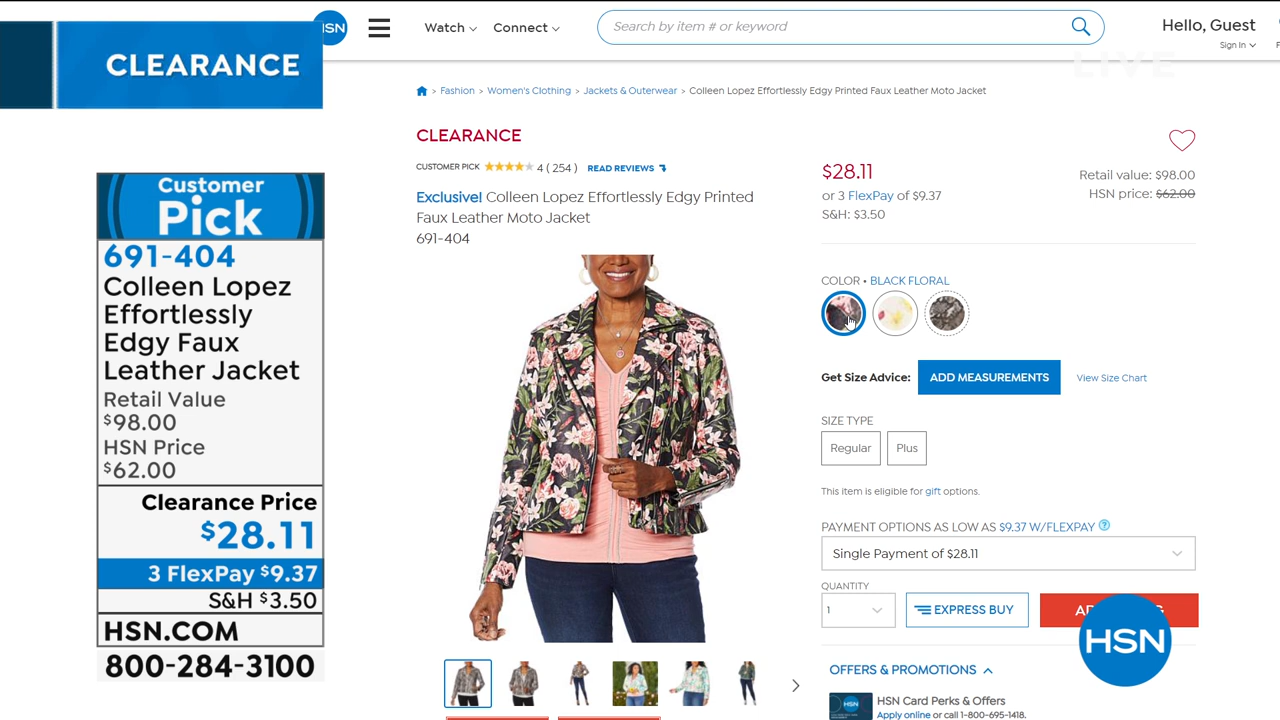 CLEARANCE
HSN
Watch
Connect
Search by item # or keyword
Hello, Guest
Sign In
LIVE
Fashion > Women's Clothing > Jackets & Outerwear > Colleen Lopez Effortlessly Edgy Printed Faux Leather Moto Jacket
Customer
Pick
691-404
Colleen Lopez
Effortlessly
Edgy Faux
Leather Jacket
Retail Value
$98.00
HSN Price
$62.00
Clearance Price
$28.11
3 FlexPay $9.37
S&H $3.50
HSN.COM
800-284-3100
CLEARANCE
CUSTOMER PICK 4 ( 254 ) READ REVIEWS
Exclusive! Colleen Lopez Effortlessly Edgy Printed
Faux Leather Moto Jacket
691-404
$28.11
or 3 FlexPay of $9.37
S&H: $3.50
Retail value: $98.00
HSN price: $62.00
COLOR • BLACK FLORAL
Get Size Advice: ADD MEASUREMENTS View Size Chart
SIZE TYPE
Regular Plus
This item is eligible for gift options.
PAYMENT OPTIONS AS LOW AS $9.37 W/FLEXPAY ?
Single Payment of $28.11
QUANTITY
1
EXPRESS BUY
HSN
OFFERS & PROMOTIONS
HSN
HSN Card Perks & Offers
Apply online or call 1-800-695-1418.